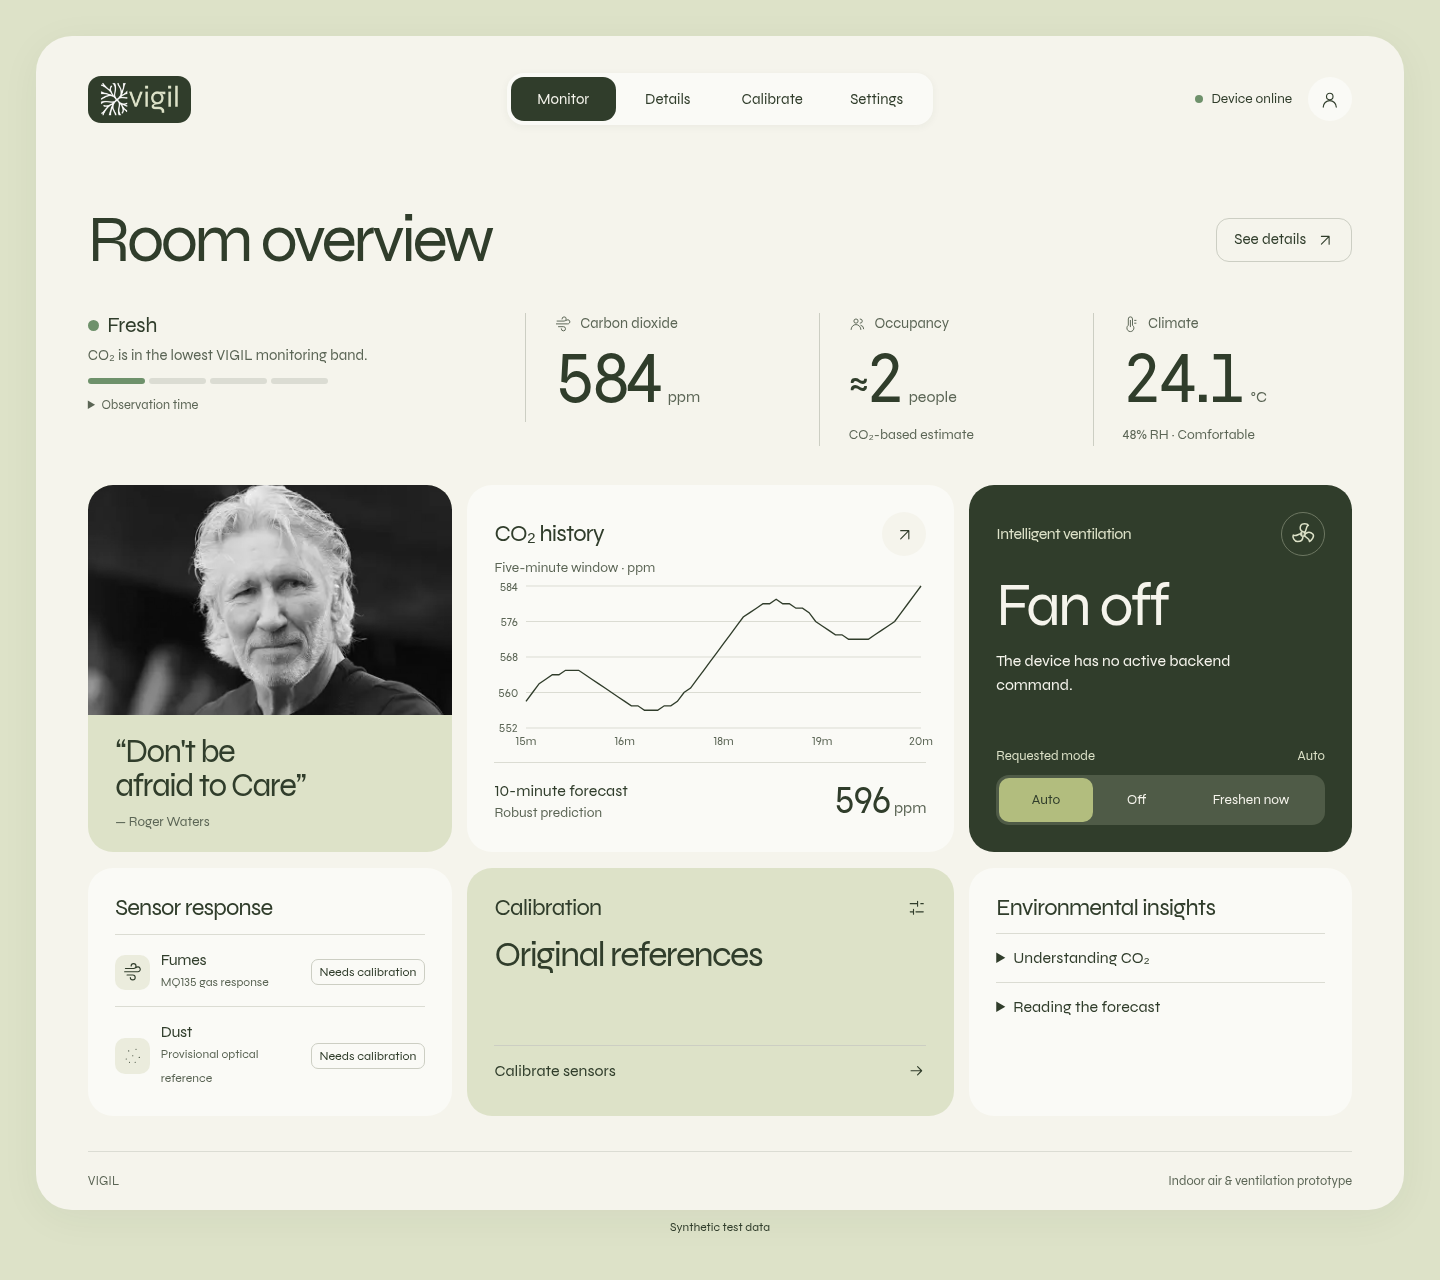 vigil
Monitor
Details
Calibrate
Settings
Device online
Room overview
See details
Fresh
CO₂ is in the lowest VIGIL monitoring band.
Observation time
Carbon dioxide
584 ppm
Occupancy
≈2 people
CO₂-based estimate
Climate
24.1 °C
48% RH · Comfortable
“Don't be
afraid to Care”
— Roger Waters
CO₂ history
Five-minute window · ppm
584
576
568
560
552
15m
16m
18m
19m
20m
10-minute forecast
Robust prediction
596 ppm
Intelligent ventilation
Fan off
The device has no active backend
command.
Requested mode
Auto
Auto
Off
Freshen now
Sensor response
Fumes
MQ135 gas response
Needs calibration
Dust
Provisional optical
reference
Needs calibration
Calibration
Original references
Calibrate sensors
Environmental insights
Understanding CO₂
Reading the forecast
VIGIL
Indoor air & ventilation prototype
Synthetic test data